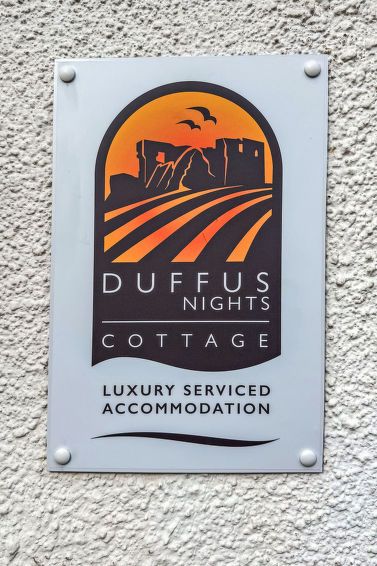 DUFFUS
NIGHTS
COTTAGE
LUXURY SERVICED
ACCOMMODATION